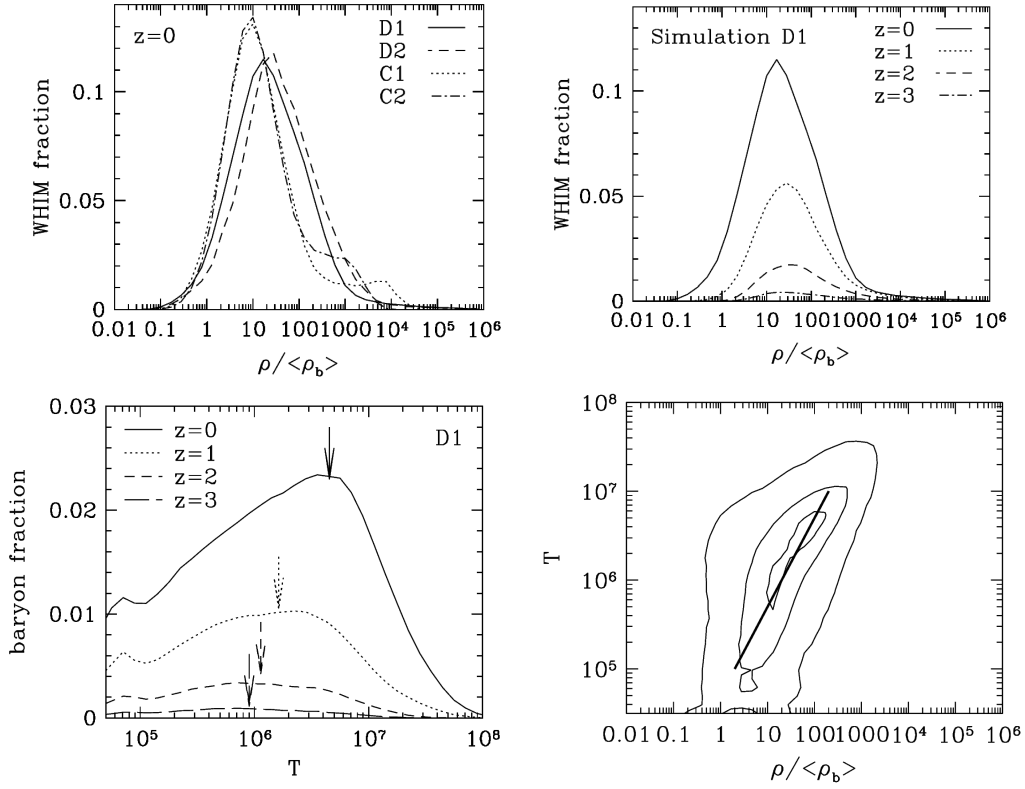 z=0
D1
D2
C1
C2
0.1
0.05
0
WHIM fraction
0.01 0.1 1 10 100 1000 10⁴ 10⁵ 10⁶
ρ/<ρ_b>
Simulation D1
z=0
z=1
z=2
z=3
0.1
0.05
0
WHIM fraction
0.01 0.1 1 10 100 1000 10⁴ 10⁵ 10⁶
ρ/<ρ_b>
D1
z=0
z=1
z=2
z=3
0.03
0.02
0.01
0
baryon fraction
10⁵ 10⁶ 10⁷ 10⁸
T
10⁸
10⁷
10⁶
10⁵
T
0.01 0.1 1 10 100 1000 10⁴ 10⁵ 10⁶
ρ/<ρ_b>